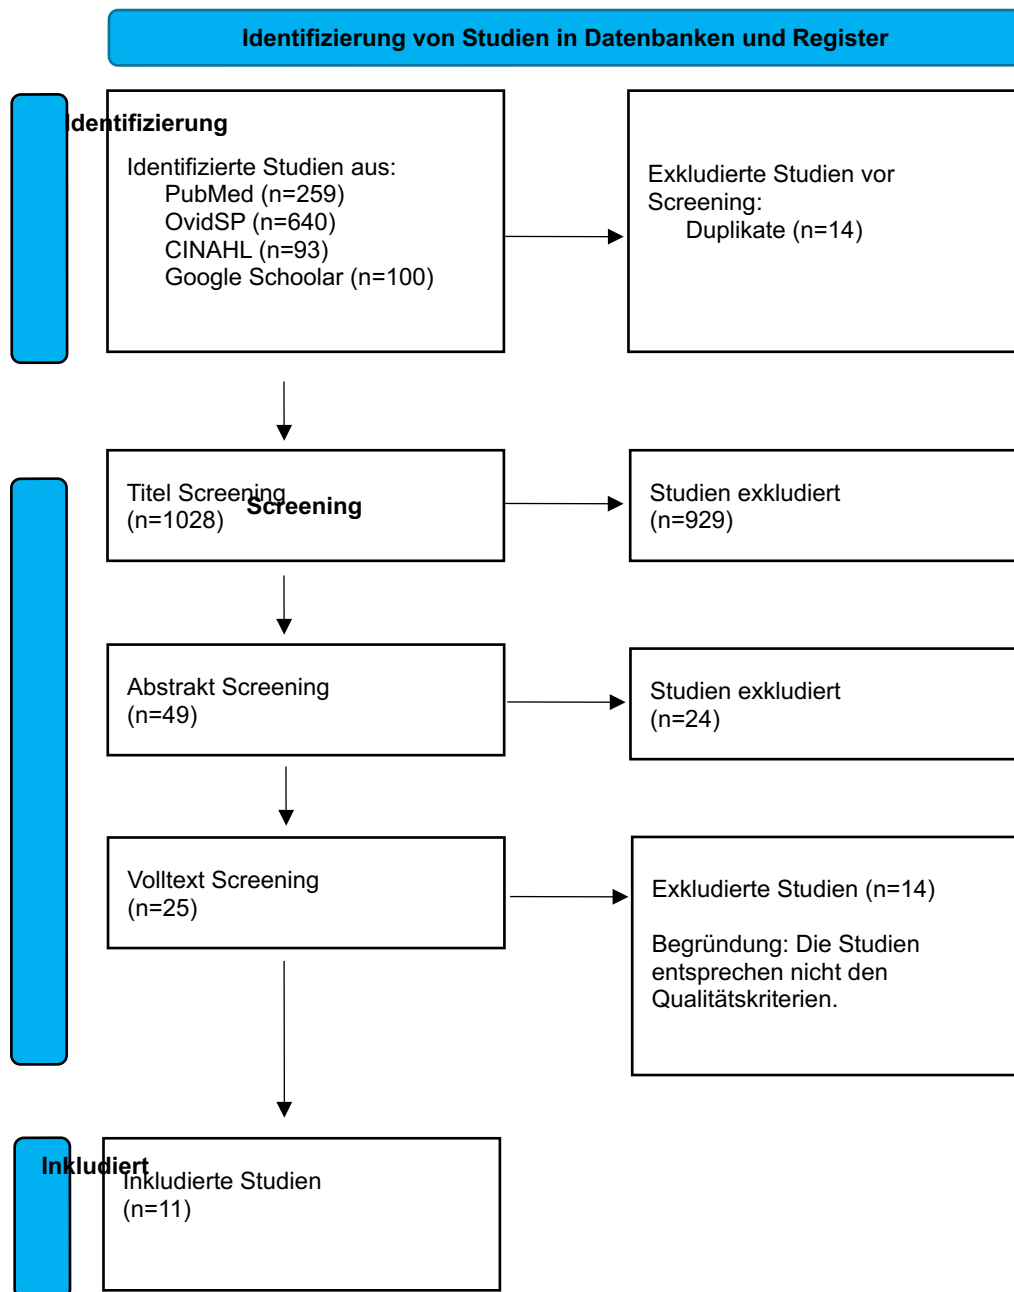 Identifizierung von Studien in Datenbanken und Register
Identifizierung
Identifizierte Studien aus:
PubMed (n=259)
OvidSP (n=640)
CINAHL (n=93)
Google Schoolar (n=100)
Exkludierte Studien vor
Screening:
Duplikate (n=14)
Screening
Titel Screening
(n=1028)
Studien exkludiert
(n=929)
Abstrakt Screening
(n=49)
Studien exkludiert
(n=24)
Volltext Screening
(n=25)
Exkludierte Studien (n=14)
Begründung: Die Studien
entsprechen nicht den
Qualitätskriterien.
Inkludiert
Inkludierte Studien
(n=11)